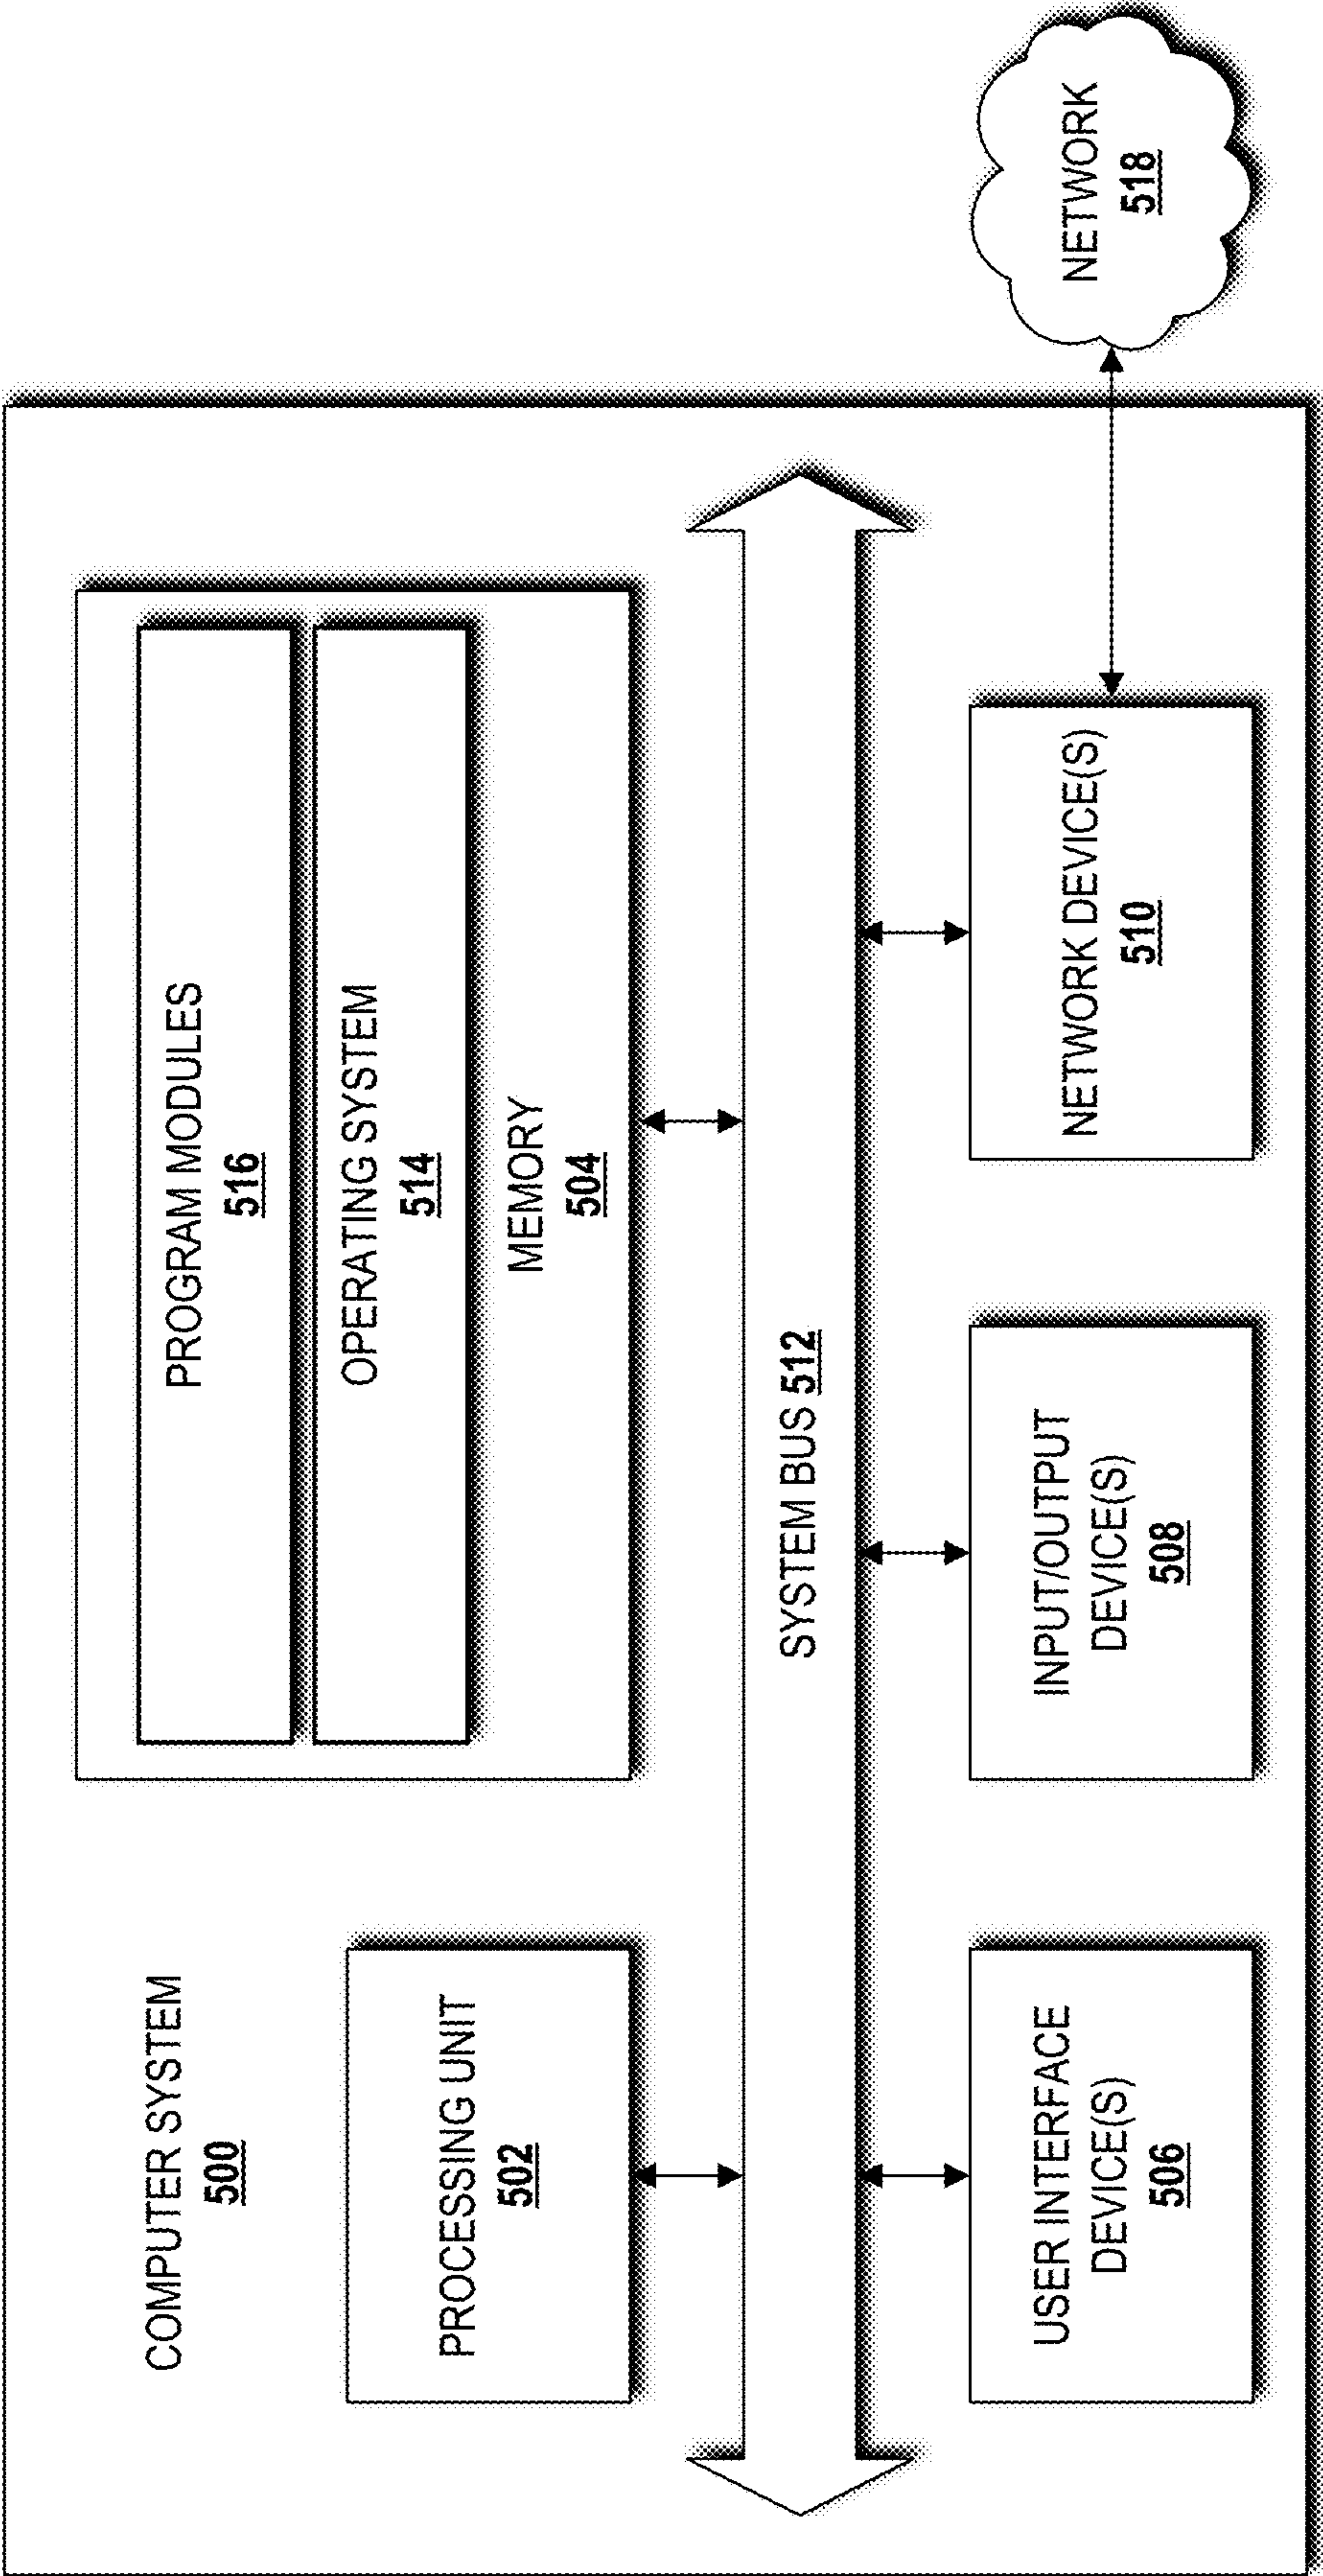 COMPUTER SYSTEM
500
PROCESSING UNIT
502
PROGRAM MODULES
516
OPERATING SYSTEM
514
MEMORY
504
SYSTEM BUS 512
USER INTERFACE
DEVICE(S)
506
INPUT/OUTPUT
DEVICE(S)
508
NETWORK DEVICE(S)
510
NETWORK
518